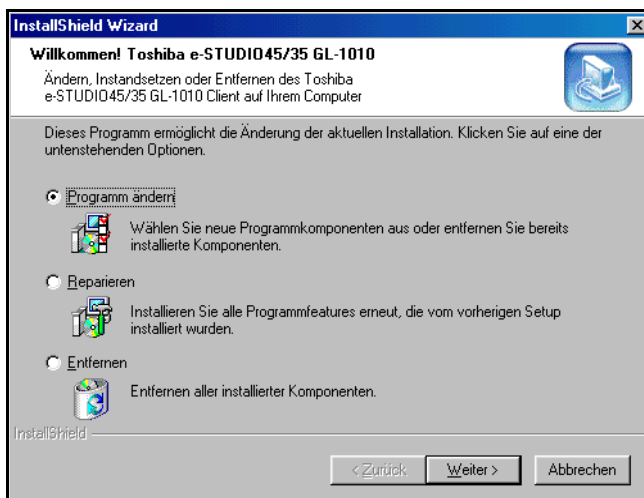 InstallShield Wizard
Willkommen! Toshiba e-STUDIO45/35 GL-1010
Ändern, Instandsetzen oder Entfernen des Toshiba
e-STUDIO45/35 GL-1010 Client auf Ihrem Computer
Dieses Programm ermöglicht die Änderung der aktuellen Installation. Klicken Sie auf eine der
untenstehenden Optionen.
Programm ändern
Wählen Sie neue Programmkomponenten aus oder entfernen Sie bereits
installierte Komponenten.
Reparieren
Installieren Sie alle Programmfeatures erneut, die vom vorherigen Setup
installiert wurden.
Entfernen
Entfernen aller installierter Komponenten.
InstallShield
< Zurück Weiter > Abbrechen